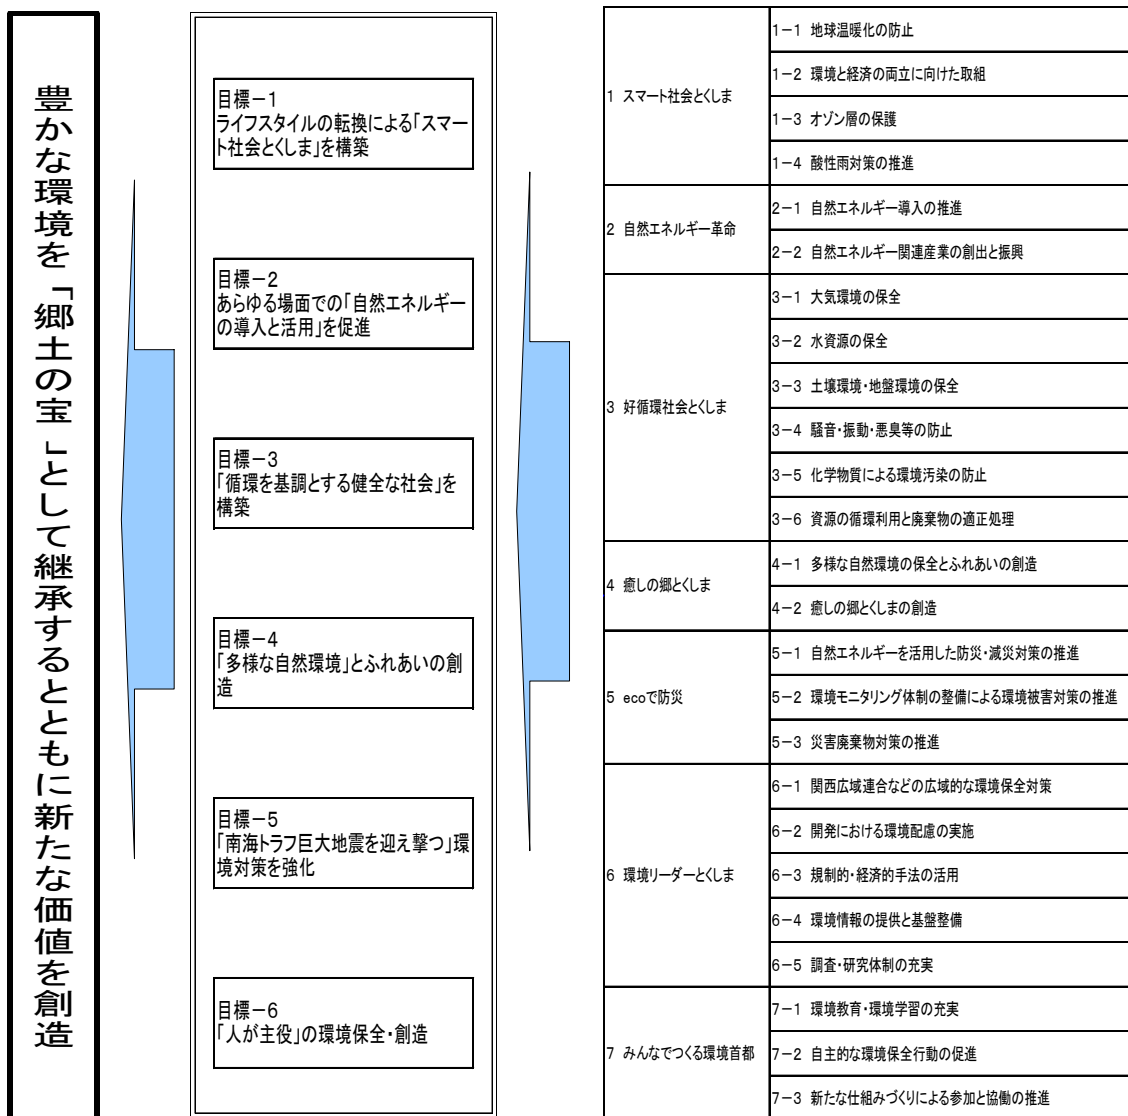 豊かな環境を「郷土の宝」として継承するとともに新たな価値を創造
目標－1
ライフスタイルの転換による「スマー
ト社会とくしま」を構築
目標－2
あらゆる場面での「自然エネルギー
の導入と活用」を促進
目標－3
「循環を基調とする健全な社会」を
構築
目標－4
「多様な自然環境」とふれあいの創
造
目標－5
「南海トラフ巨大地震を迎え撃つ」環
境対策を強化
目標－6
「人が主役」の環境保全・創造
1 スマート社会とくしま
1－1 地球温暖化の防止
1－2 環境と経済の両立に向けた取組
1－3 オゾン層の保護
1－4 酸性雨対策の推進
2 自然エネルギー革命
2－1 自然エネルギー導入の推進
2－2 自然エネルギー関連産業の創出と振興
3 好循環社会とくしま
3－1 大気環境の保全
3－2 水資源の保全
3－3 土壌環境・地盤環境の保全
3－4 騒音・振動・悪臭等の防止
3－5 化学物質による環境汚染の防止
3－6 資源の循環利用と廃棄物の適正処理
4 癒しの郷とくしま
4－1 多様な自然環境の保全とふれあいの創造
4－2 癒しの郷とくしまの創造
5 ecoで防災
5－1 自然エネルギーを活用した防災・減災対策の推進
5－2 環境モニタリング体制の整備による環境被害対策の推進
5－3 災害廃棄物対策の推進
6 環境リーダーとくしま
6－1 関西広域連合などの広域的な環境保全対策
6－2 開発における環境配慮の実施
6－3 規制的・経済的手法の活用
6－4 環境情報の提供と基盤整備
6－5 調査・研究体制の充実
7 みんなでつくる環境首都
7－1 環境教育・環境学習の充実
7－2 自主的な環境保全行動の促進
7－3 新たな仕組みづくりによる参加と協働の推進